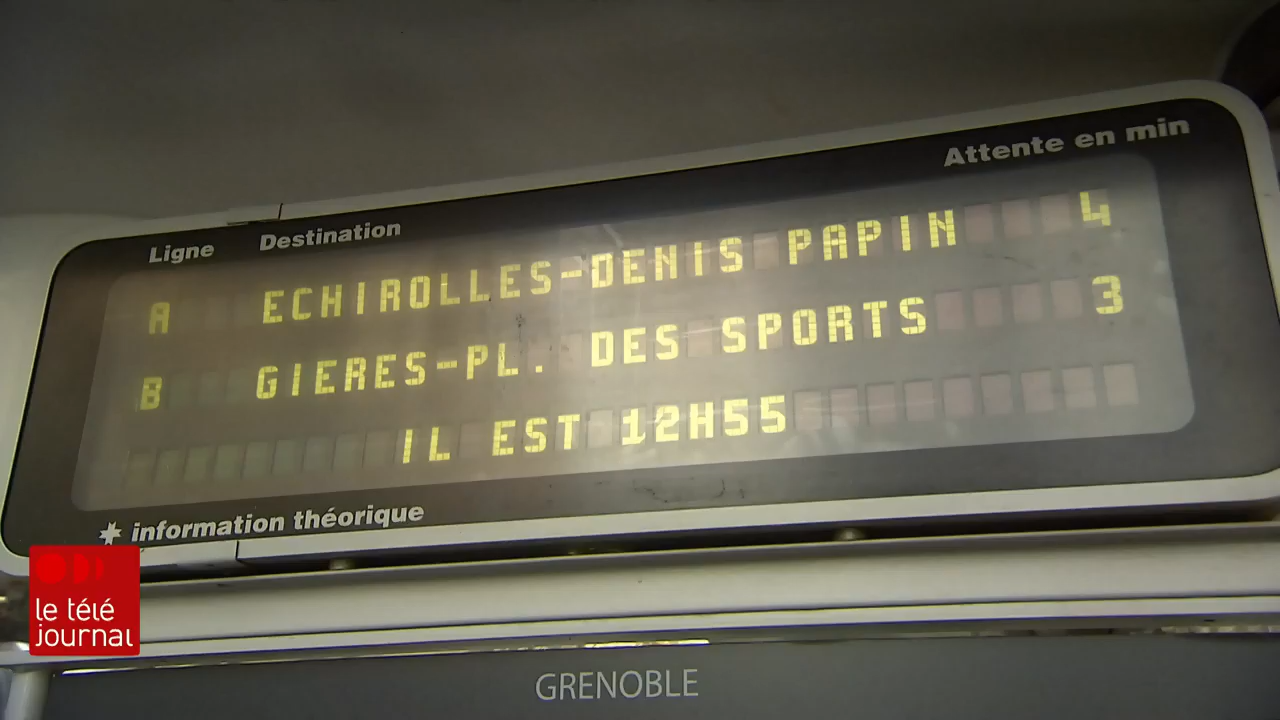 Ligne Destination Attente en min
A ECHIROLLES-DENIS PAPIN 4
B GIERES-PL. DES SPORTS 3
IL EST 12H55
information théorique
le télé
journal
GRENOBLE